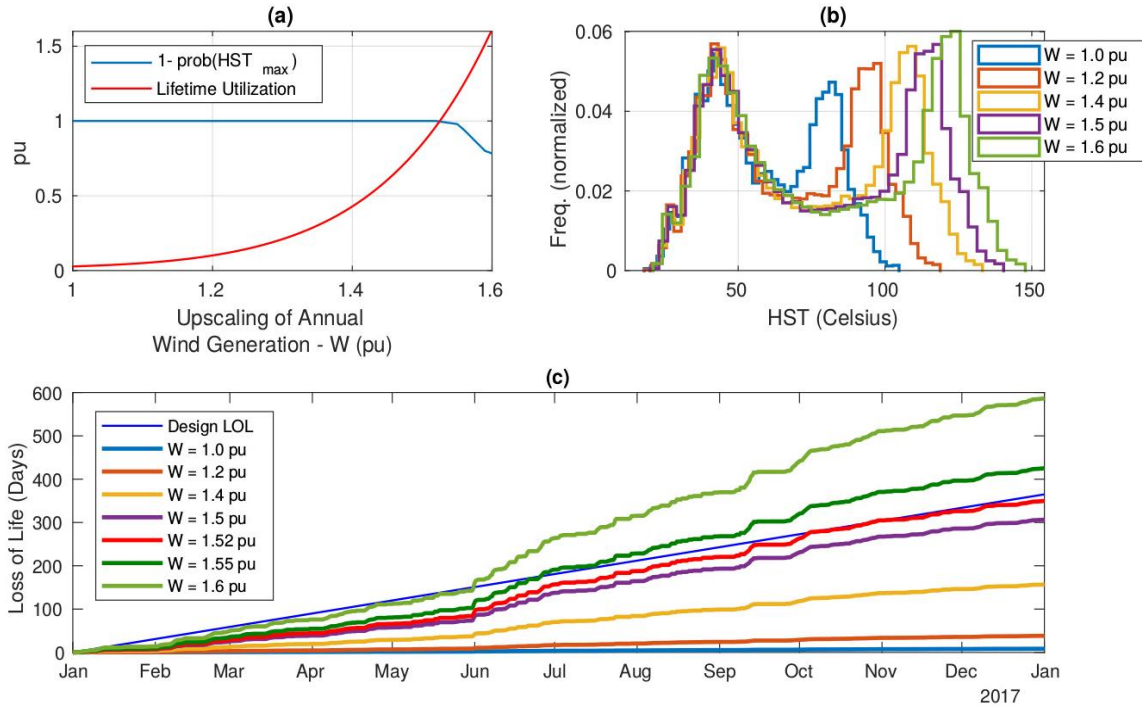 (a)
1.5
1
0.5
0
pu
1- prob(HST max)
Lifetime Utilization
1 1.2 1.4 1.6
Upscaling of Annual
Wind Generation - W (pu)
(b)
0.06
0.04
0.02
0
Freq. (normalized)
W = 1.0 pu
W = 1.2 pu
W = 1.4 pu
W = 1.5 pu
W = 1.6 pu
50 100 150
HST (Celsius)
(c)
600
500
400
300
200
100
0
Loss of Life (Days)
Design LOL
W = 1.0 pu
W = 1.2 pu
W = 1.4 pu
W = 1.5 pu
W = 1.52 pu
W = 1.55 pu
W = 1.6 pu
Jan Feb Mar Apr May Jun Jul Aug Sep Oct Nov Dec Jan
2017